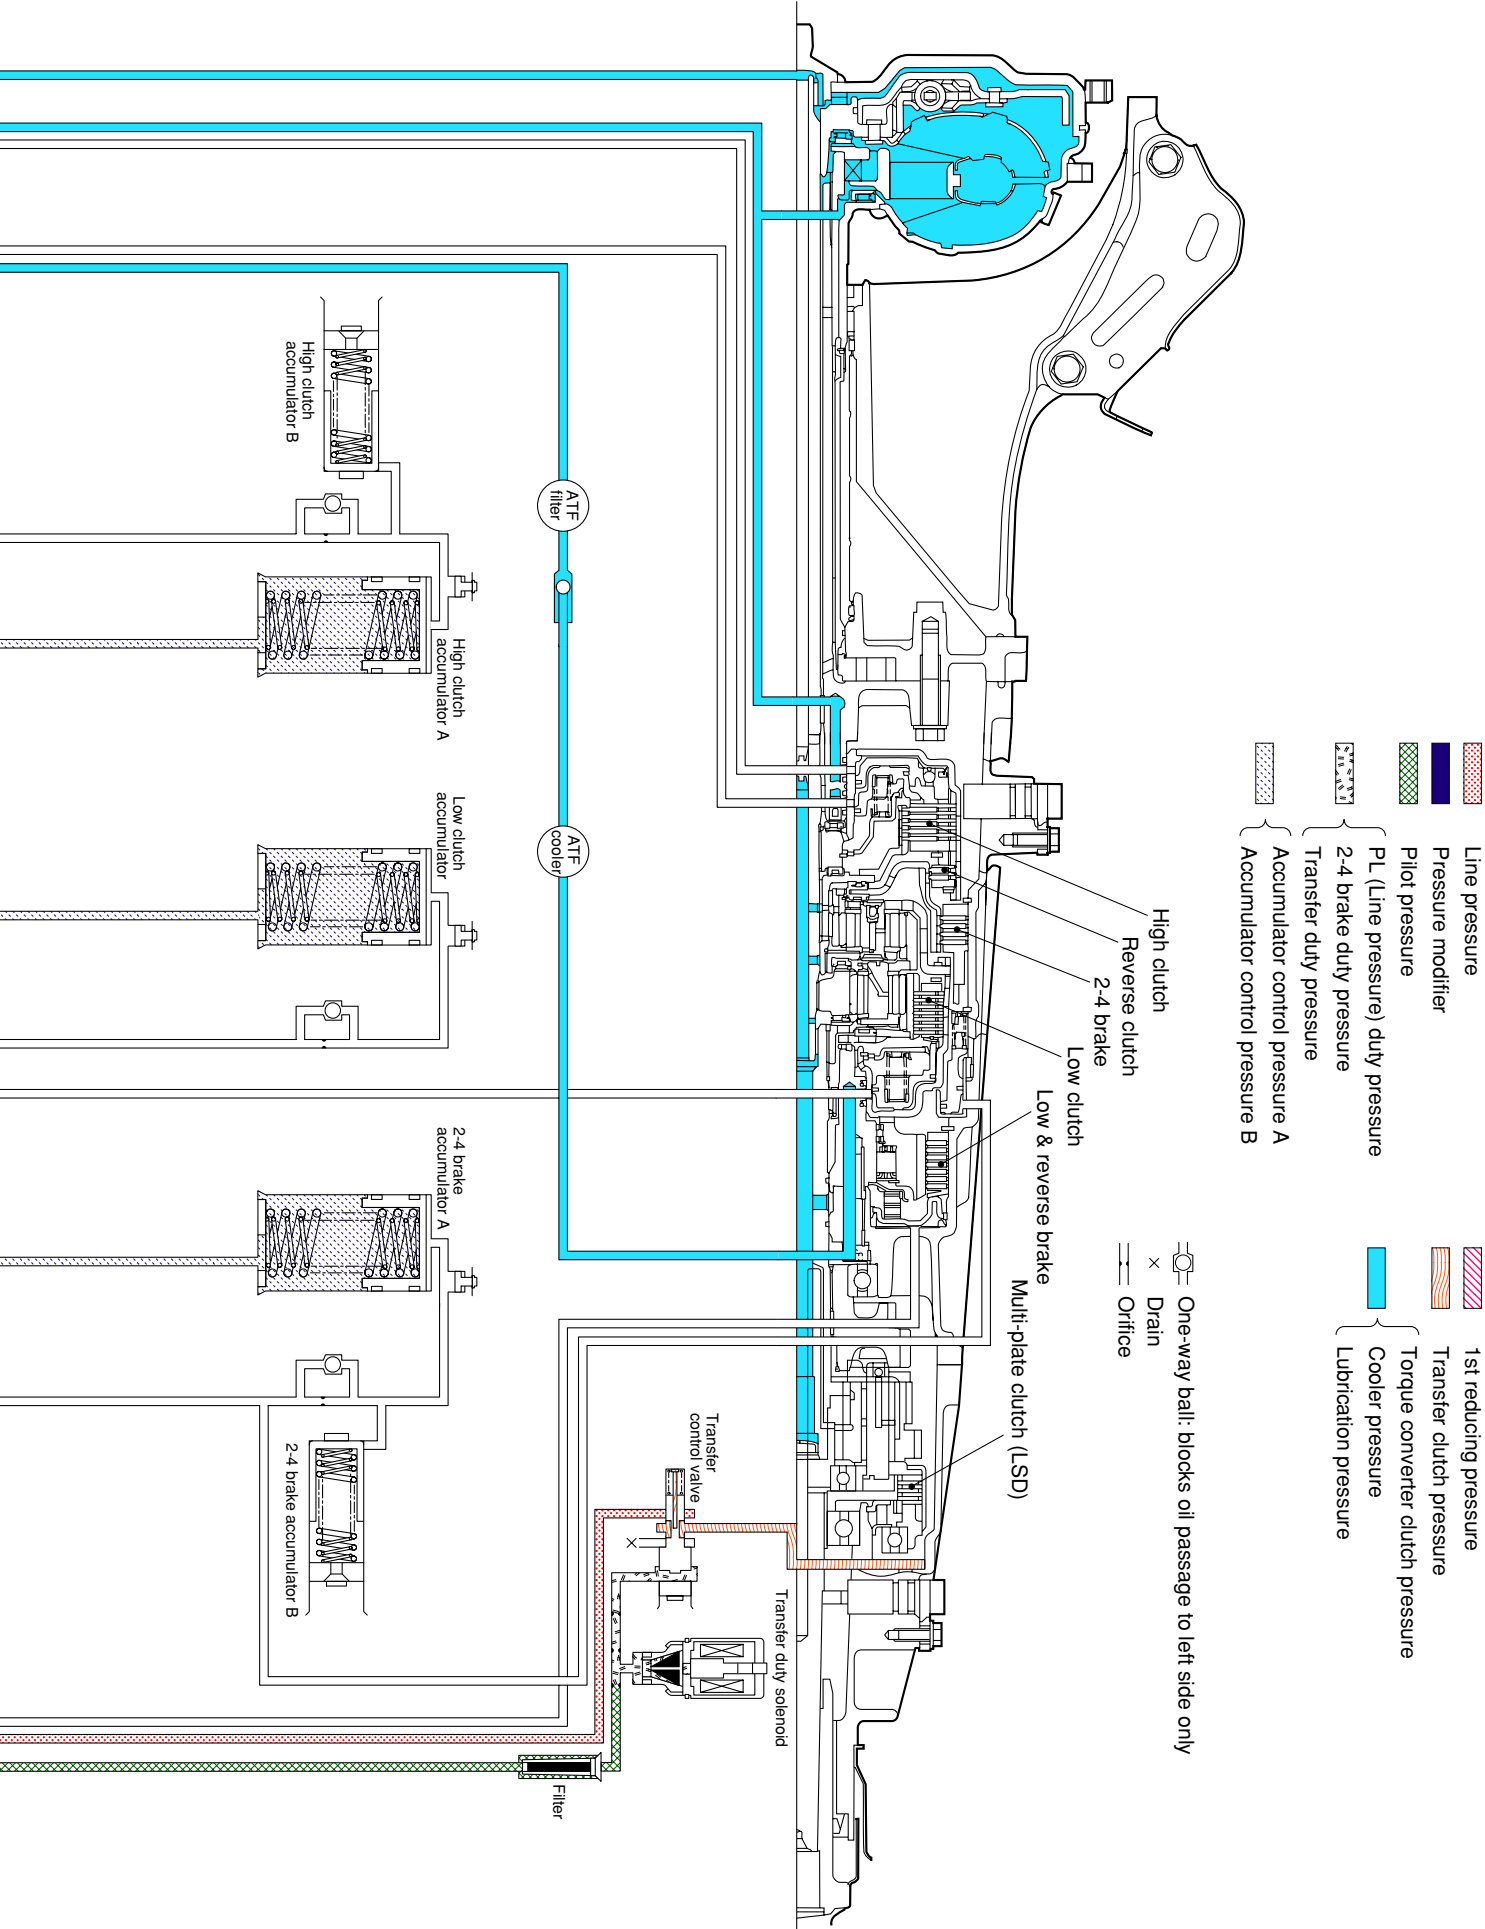 Line pressure
Pressure modifier
Pilot pressure
PL (Line pressure) duty pressure
2-4 brake duty pressure
Transfer duty pressure
Accumulator control pressure A
Accumulator control pressure B
1st reducing pressure
Transfer clutch pressure
Torque converter clutch pressure
Cooler pressure
Lubrication pressure
One-way ball: blocks oil passage to left side only
Drain
Orifice
High clutch
Reverse clutch
2-4 brake
Low clutch
Low & reverse brake
Multi-plate clutch (LSD)
Transfer duty solenoid
Transfer
control valve
ATF
filter
ATF
cooler
Filter
High clutch
accumulator A
Low clutch
accumulator
2-4 brake
accumulator A
High clutch
accumulator B
2-4 brake accumulator B